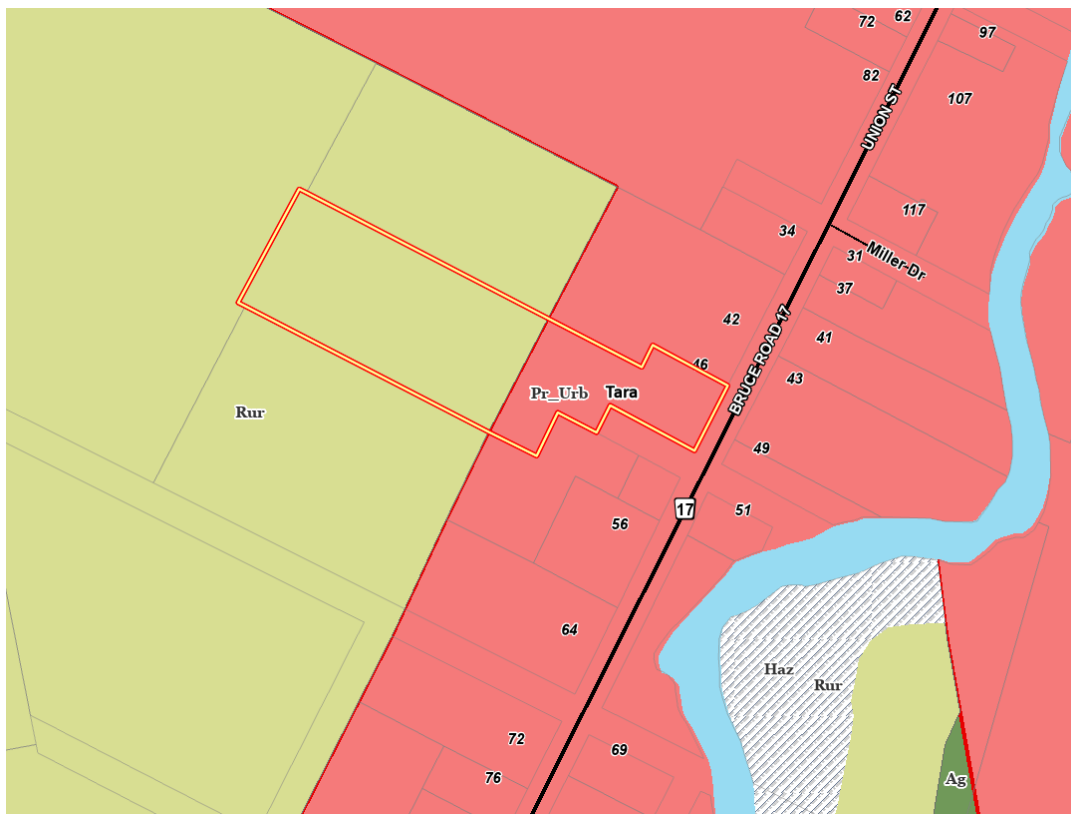 72
62
97
82
107
UNION ST
117
34
Miller-Dr
31
37
42
BRUCE ROAD 17
41
46
43
Pr_Urb
Tara
Rur
49
17
51
56
64
Haz
Rur
72
69
76
Ag